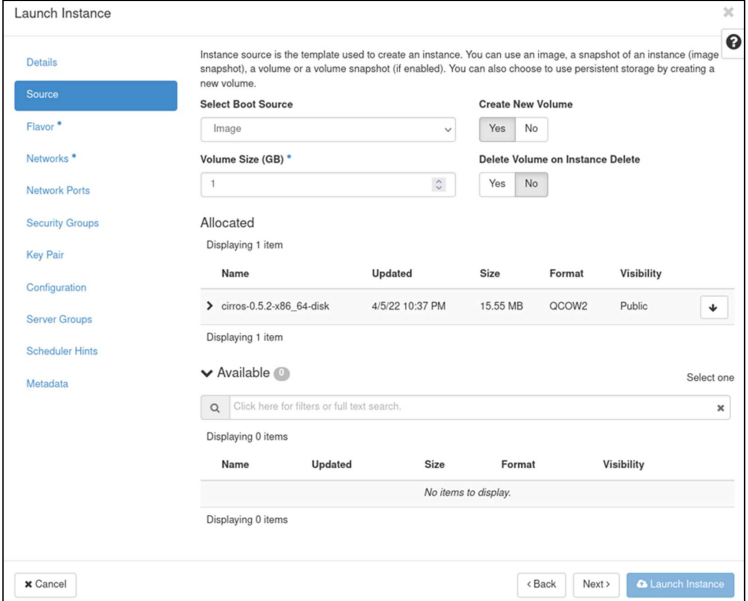 Launch Instance
Details
Source
Flavor *
Networks *
Network Ports
Security Groups
Key Pair
Configuration
Server Groups
Scheduler Hints
Metadata
Instance source is the template used to create an instance. You can use an image, a snapshot of an instance (image
snapshot), a volume or a volume snapshot (if enabled). You can also choose to use persistent storage by creating a
new volume.
Select Boot Source
Create New Volume
Image
Yes No
Volume Size (GB) *
Delete Volume on Instance Delete
1
Yes No
Allocated
Displaying 1 item
Name Updated Size Format Visibility
cirros-0.5.2-x86_64-disk 4/5/22 10:37 PM 15.55 MB QCOW2 Public
Displaying 1 item
Available 0
Select one
Click here for filters or full text search.
Displaying 0 items
Name Updated Size Format Visibility
No items to display.
Displaying 0 items
Cancel
< Back
Next >
Launch Instance